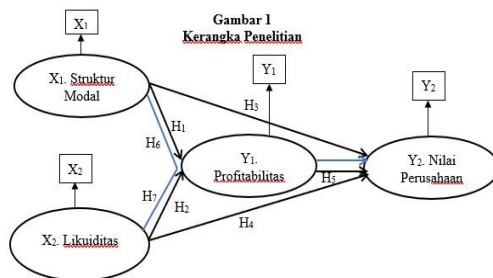 Gambar 1
Kerangka Penelitian
X1
Y1
Y2
X1. Struktur
Modal
H3
H1
H6
Y1.
Profitabilitas
Y2. Nilai
Perusahaan
X2
H7
H2
H5
H4
X2. Likuiditas